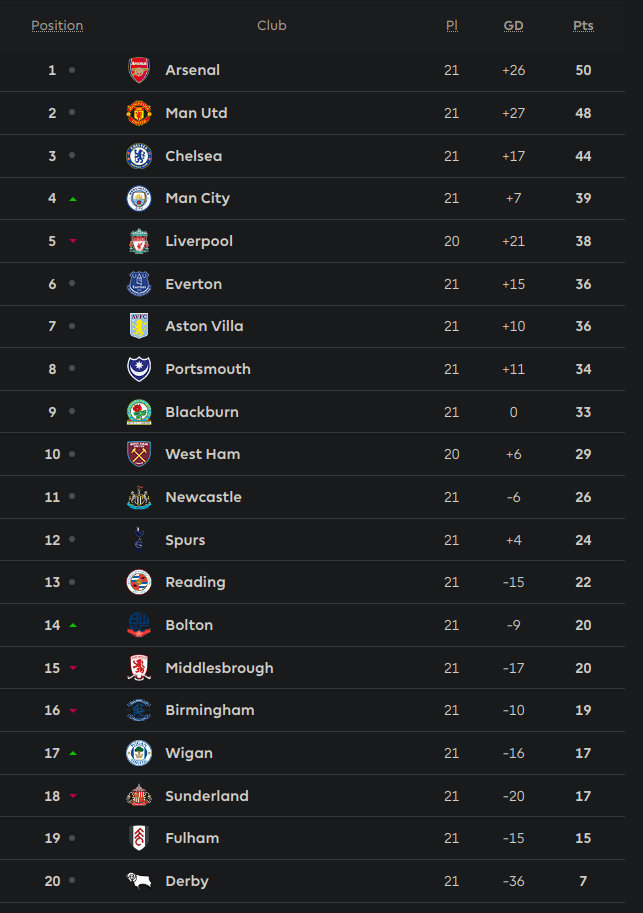 Position Club Pl GD Pts
1 Arsenal 21 +26 50
2 Man Utd 21 +27 48
3 Chelsea 21 +17 44
4 Man City 21 +7 39
5 Liverpool 20 +21 38
6 Everton 21 +15 36
7 Aston Villa 21 +10 36
8 Portsmouth 21 +11 34
9 Blackburn 21 0 33
10 West Ham 20 +6 29
11 Newcastle 21 -6 26
12 Spurs 21 +4 24
13 Reading 21 -15 22
14 Bolton 21 -9 20
15 Middlesbrough 21 -17 20
16 Birmingham 21 -10 19
17 Wigan 21 -16 17
18 Sunderland 21 -20 17
19 Fulham 21 -15 15
20 Derby 21 -36 7